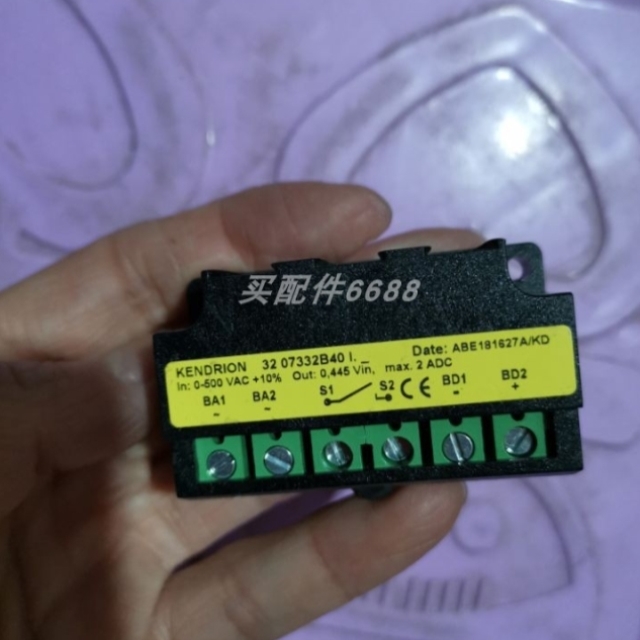 买配件6688
KENDRION 32 07332B40 I. _ Date: ABE181627A/KD
In: 0-500 VAC +10% Out: 0,445 Vin, max. 2 ADC
BA1 BA2 S1 S2 CE BD1 BD2
~ ~ - +